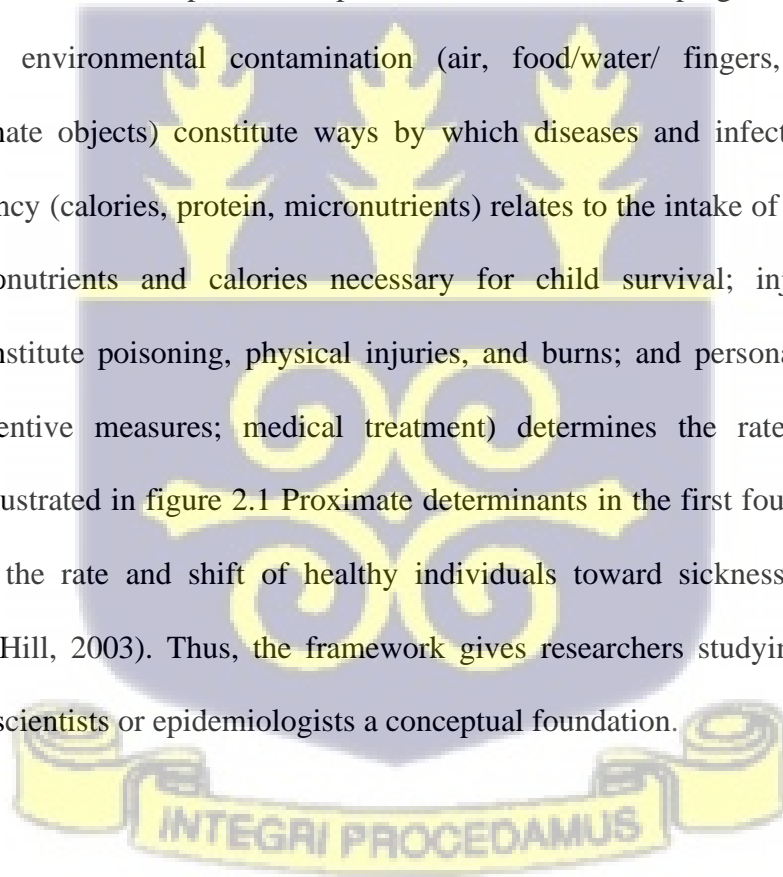 environmental contamination (air, food/water/ fingers,
nate objects) constitute ways by which diseases and infect
ncy (calories, protein, micronutrients) relates to the intake of
onutrients and calories necessary for child survival; inj
nstitute poisoning, physical injuries, and burns; and persona
entive measures; medical treatment) determines the rate
ustrated in figure 2.1 Proximate determinants in the first fou
the rate and shift of healthy individuals toward sickness
Hill, 2003). Thus, the framework gives researchers studyin
scientists or epidemiologists a conceptual foundation.
INTEGRI PROCEDAMUS